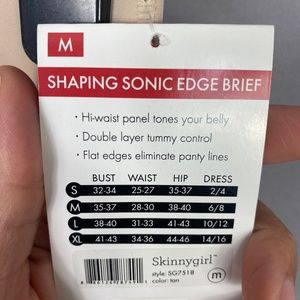 M
SHAPING SONIC EDGE BRIEF
• Hi-waist panel tones your belly
• Double layer tummy control
• Flat edges eliminate panty lines
BUST WAIST HIP DRESS
S 32-34 25-27 35-37 2/4
M 35-37 28-30 38-40 6/8
L 38-40 31-33 41-43 10/12
XL 41-43 34-36 44-46 14/16
Skinnygirl™
style: SG7518
color: tan
m